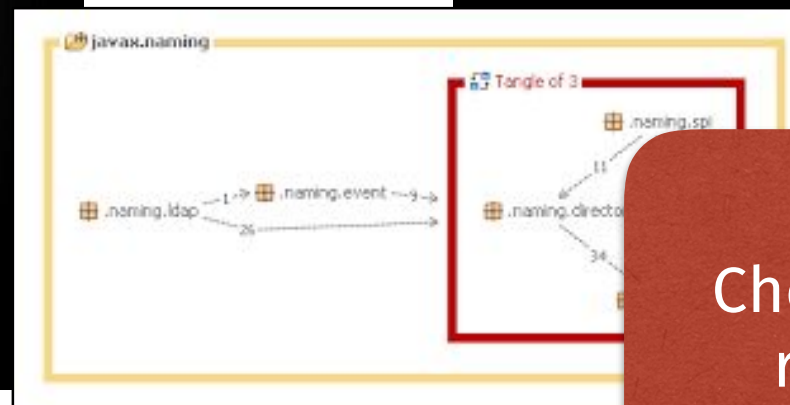 javax.naming
Tangle of 3
.naming.spi
11
1
.naming.event
9
.naming.ldap
.naming.directo
26
34
Ch
r